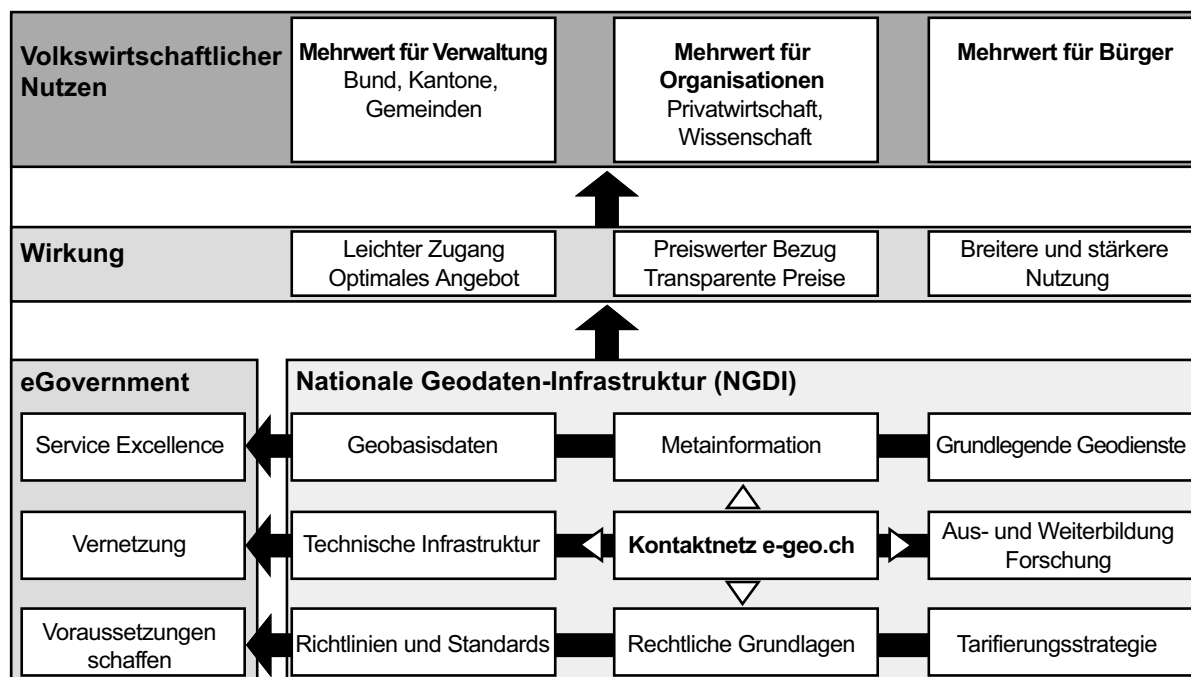 Volkswirtschaftlicher
Nutzen
Mehrwert für Verwaltung
Bund, Kantone,
Gemeinden
Mehrwert für
Organisationen
Privatwirtschaft,
Wissenschaft
Mehrwert für Bürger
Wirkung
Leichter Zugang
Optimales Angebot
Preiswerter Bezug
Transparente Preise
Breitere und stärkere
Nutzung
eGovernment
Nationale Geodaten-Infrastruktur (NGDI)
Service Excellence
Geobasisdaten
Metainformation
Grundlegende Geodienste
Vernetzung
Technische Infrastruktur
Kontaktnetz e-geo.ch
Aus- und Weiterbildung
Forschung
Voraussetzungen
schaffen
Richtlinien und Standards
Rechtliche Grundlagen
Tarifierungsstrategie